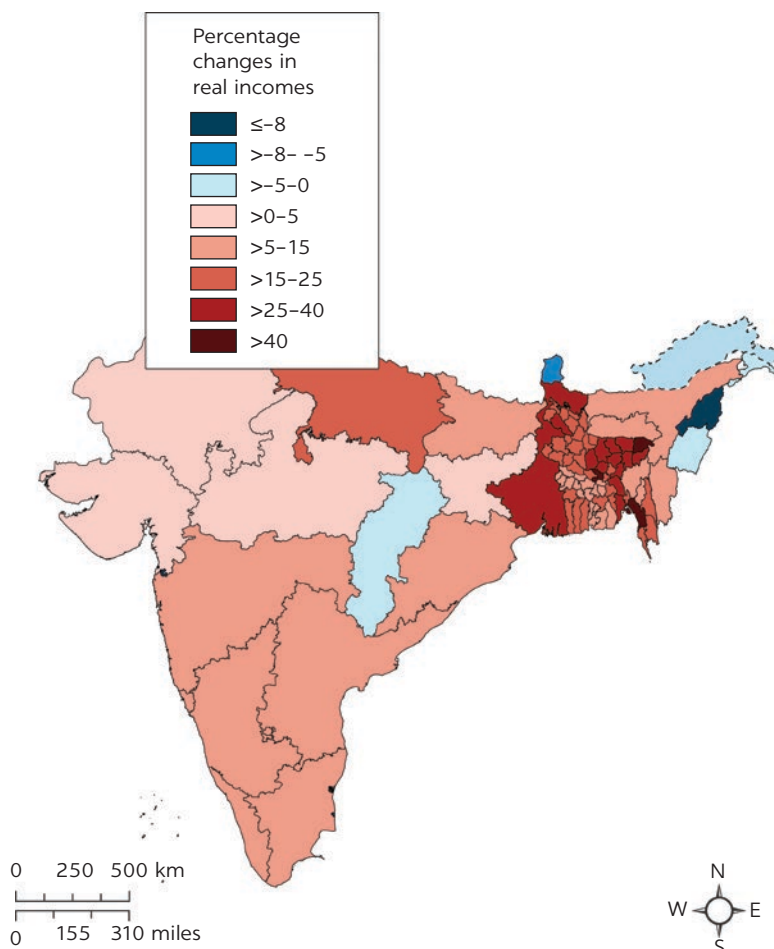 Percentage
changes in
real incomes
≤–8
>–8- –5
>–5–0
>0–5
>5–15
>15–25
>25–40
>40
0 250 500 km
0 155 310 miles
N
W E
S